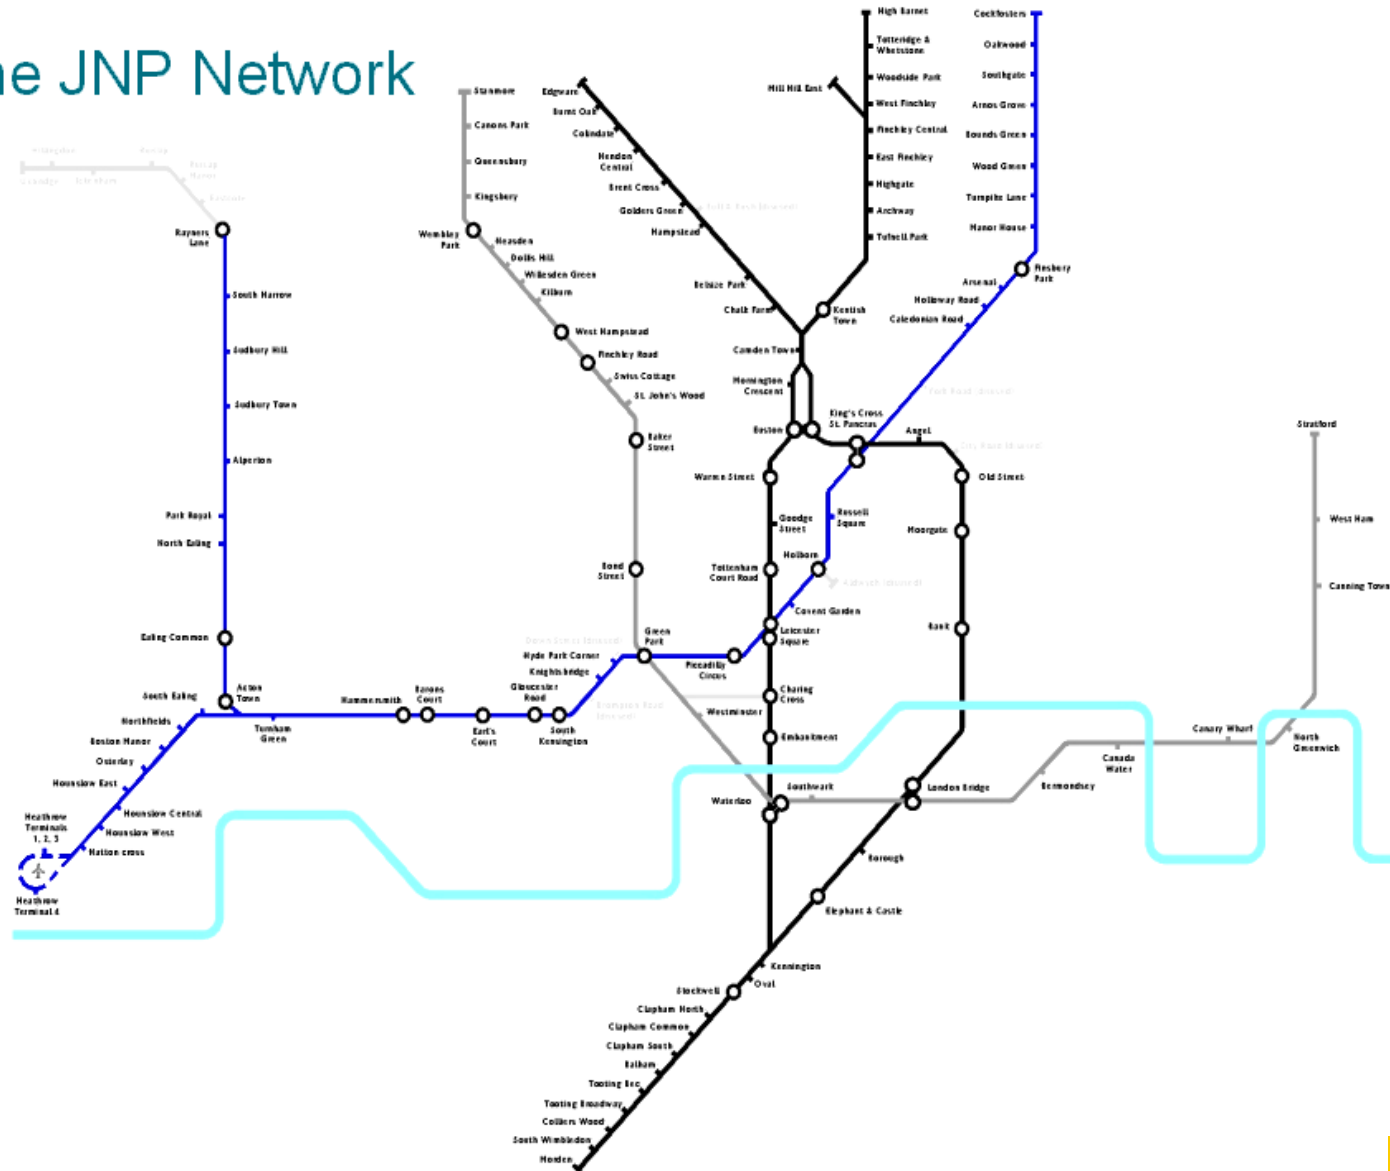 he JNP Network
High Barnet
Totteridge &
Whetstone
Woodside Park
Mill Hill East
West Finchley
Finchley Central
East Finchley
Highgate
Archway
Tufnell Park
Kentish
Town
Cockfosters
Oakwood
Southgate
Arnos Grove
Bounds Green
Wood Green
Turnpike Lane
Manor House
Finsbury
Park
Arsenal
Holloway Road
Caledonian Road
Edgware
Burnt Oak
Colindale
Hendon
Central
Brent Cross
Golders Green
Hampstead
Belsize Park
Chalk Farm
Camden Town
Mornington
Crescent
Euston
King's Cross
St. Pancras
Angel
Old Street
Moorgate
Bank
Stanmore
Canons Park
Queensbury
Kingsbury
Wembley
Park
Neasden
Dollis Hill
Willesden Green
Kilburn
West Hampstead
Finchley Road
Swiss Cottage
St. John's Wood
Baker
Street
Bond
Street
Green
Park
Rayners
Lane
South Harrow
Sudbury Hill
Sudbury Town
Alperton
Park Royal
North Ealing
Ealing Common
Acton
Town
South Ealing
Northfields
Boston Manor
Osterley
Hounslow East
Hounslow Central
Hounslow West
Hatton cross
Heathrow
Terminals
1, 2, 3
Heathrow
Terminal 4
Turnham
Green
Hammersmith
Barons
Court
Earl's
Court
Gloucester
Road
South
Kensington
Knightsbridge
Hyde Park Corner
Piccadilly
Circus
Leicester
Square
Covent Garden
Holborn
Russell
Square
Warren Street
Goodge
Street
Tottenham
Court Road
Charing
Cross
Embankment
Westminster
Waterloo
Southwark
London Bridge
Bermondsey
Canada
Water
Canary Wharf
North
Greenwich
Canning Town
West Ham
Stratford
Borough
Elephant & Castle
Kennington
Oval
Stockwell
Clapham North
Clapham Common
Clapham South
Balham
Tooting Bec
Tooting Broadway
Colliers Wood
South Wimbledon
Morden